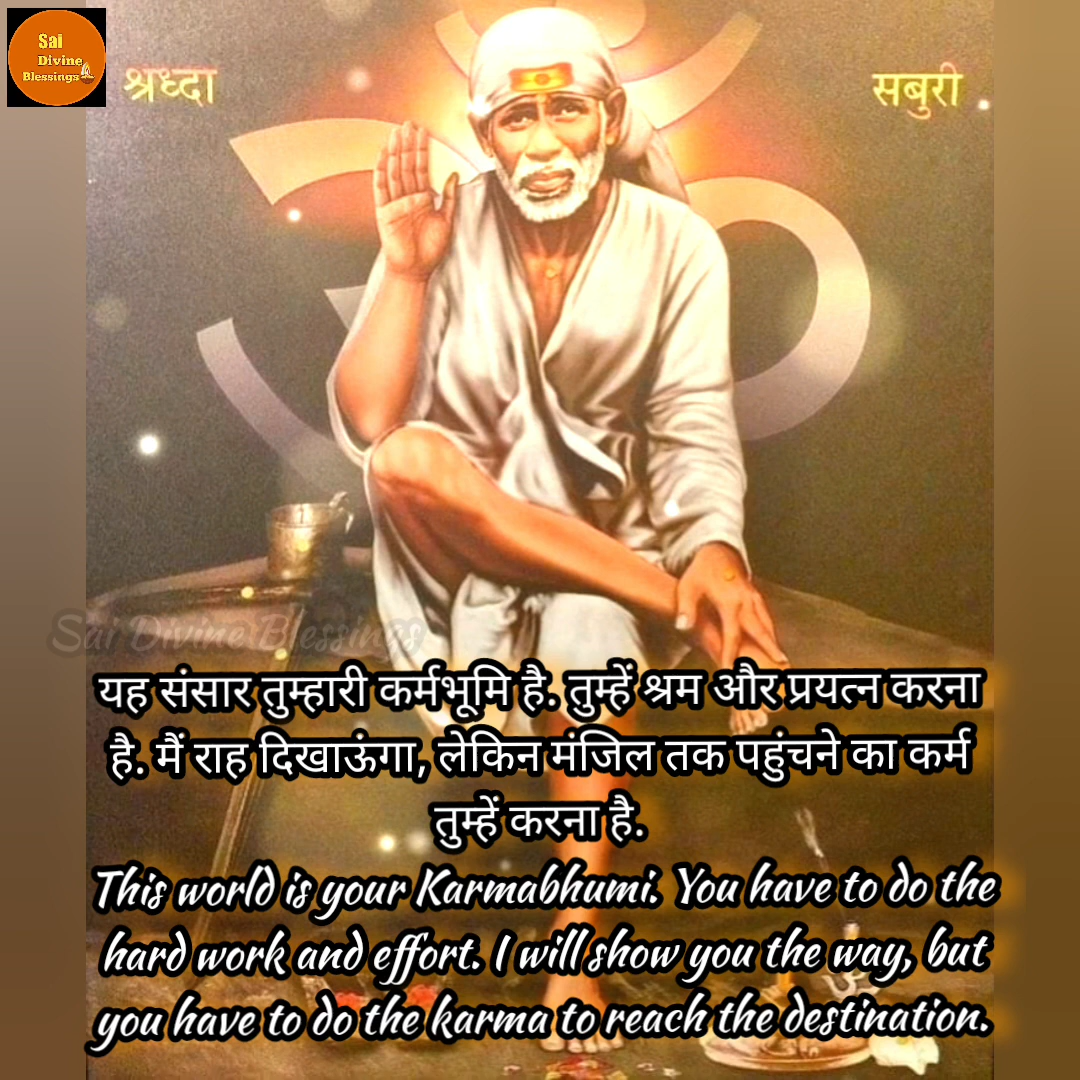 Sai
Divine
Blessings
श्रध्दा
सबुरी
Sai Divine Blessings
यह संसार तुम्हारी कर्मभूमि है. तुम्हें श्रम और प्रयत्न करना
है. मैं राह दिखाऊंगा, लेकिन मंजिल तक पहुंचने का कर्म
तुम्हें करना है.
This world is your Karmabhumi. You have to do the
hard work and effort. I will show you the way, but
you have to do the karma to reach the destination.